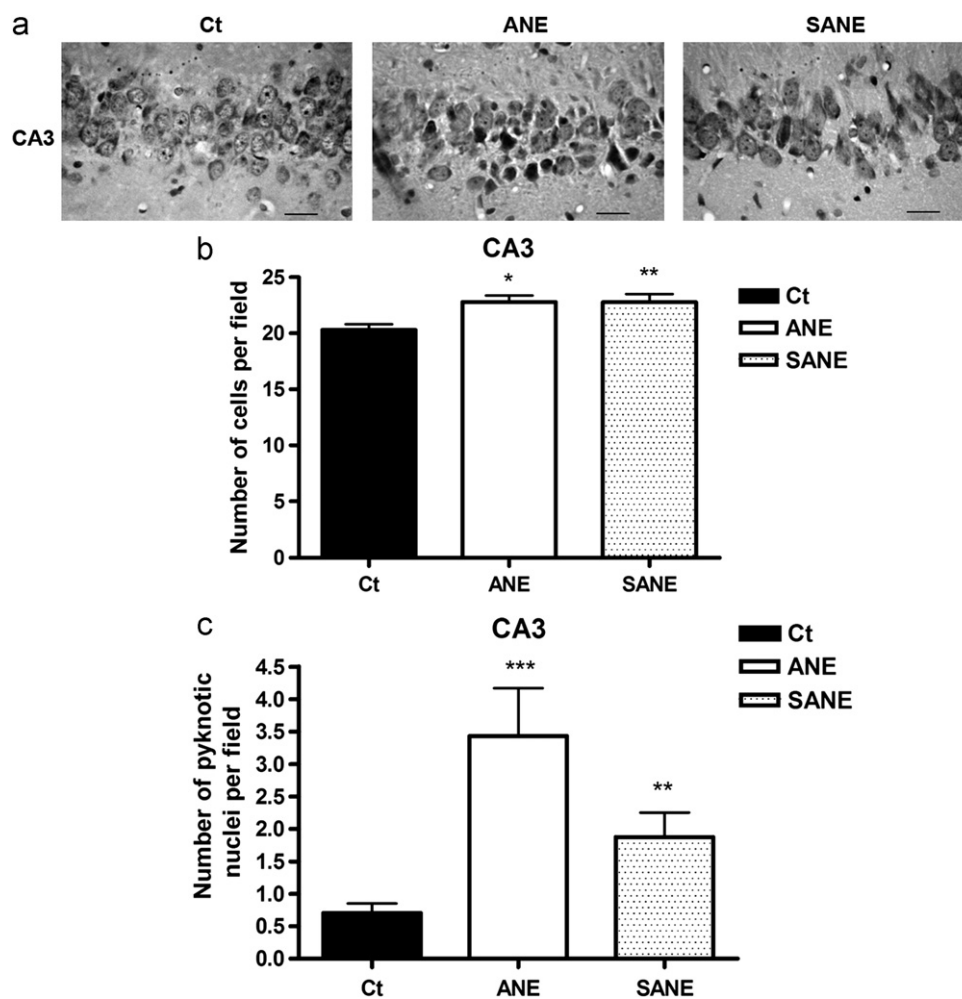 a
Ct
ANE
SANE
CA3
b
CA3
Number of cells per field
25
20
15
10
5
0
*
**
Ct
ANE
SANE
Ct
ANE
SANE
c
CA3
Number of pyknotic
nuclei per field
4.5
4.0
3.5
3.0
2.5
2.0
1.5
1.0
0.5
0.0
***
**
Ct
ANE
SANE
Ct
ANE
SANE